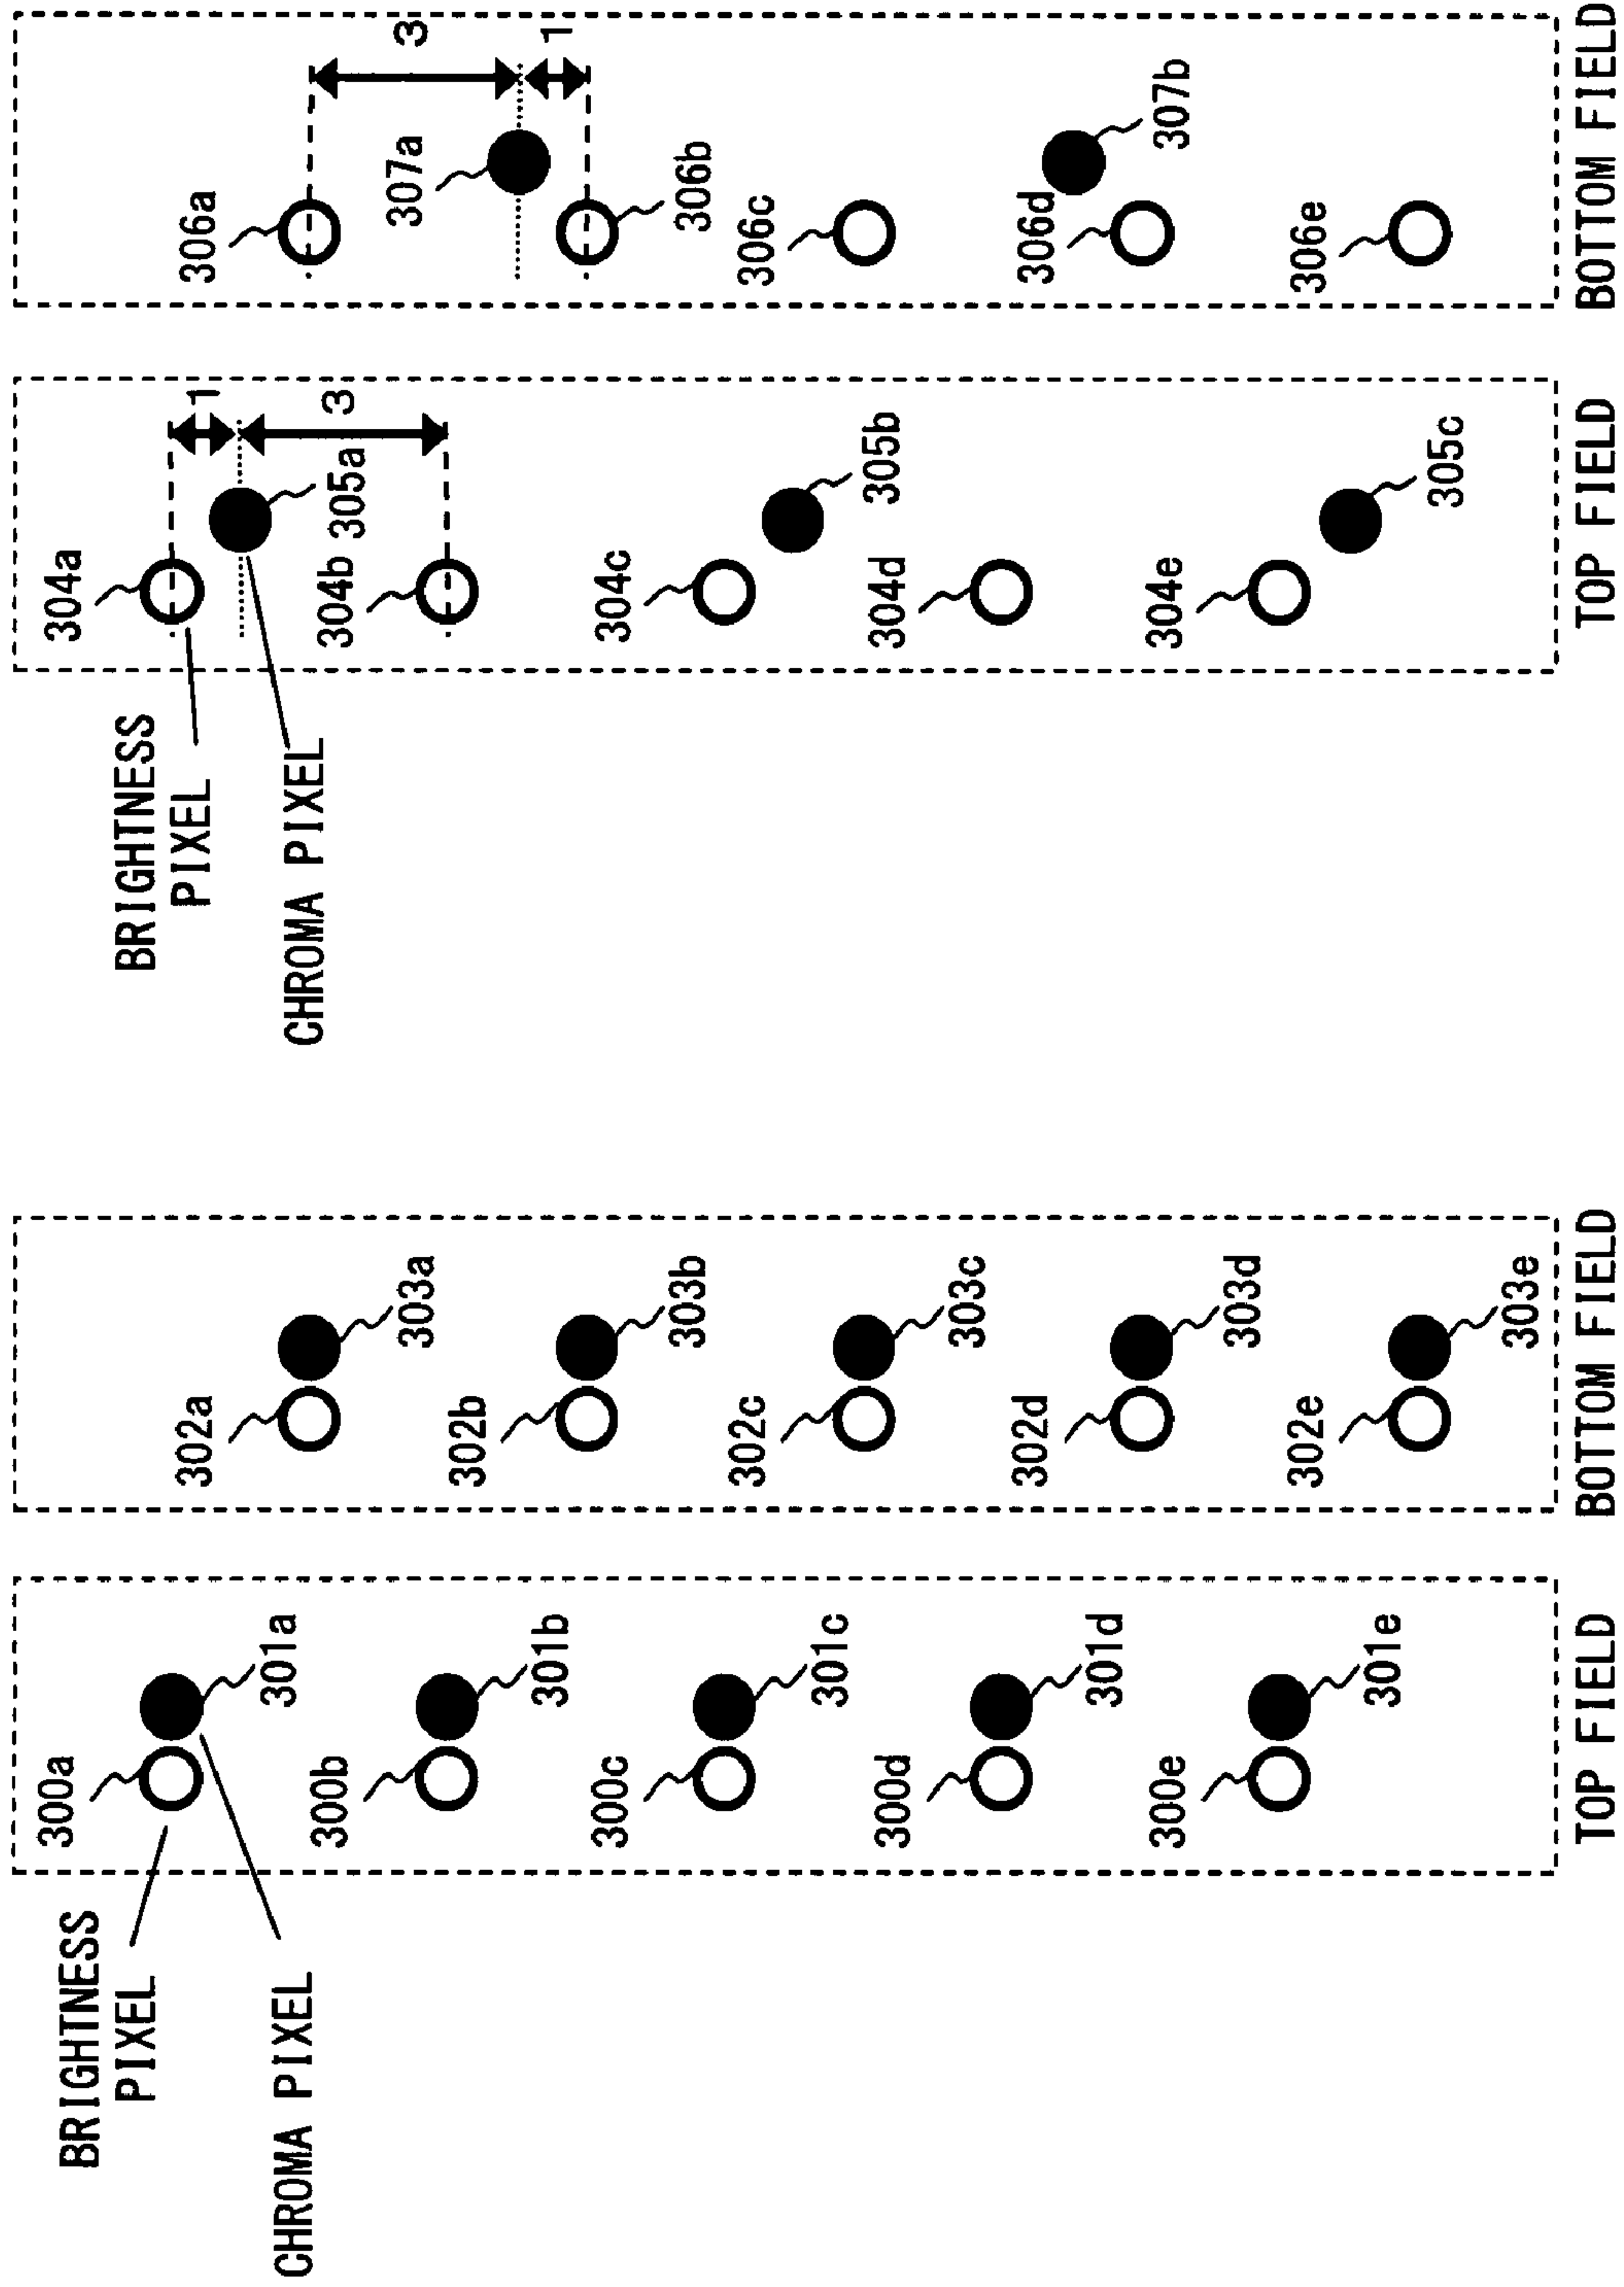 BRIGHTNESS
PIXEL
CHROMA PIXEL
300a
301a
300b
301b
300c
301c
300d
301d
300e
301e
TOP FIELD
302a
303a
302b
303b
302c
303c
302d
303d
302e
303e
BOTTOM FIELD
BRIGHTNESS
PIXEL
CHROMA PIXEL
304a
1
305a
3
304b
304c
305b
304d
304e
305c
TOP FIELD
306a
3
307a
1
306b
306c
306d
307b
306e
BOTTOM FIELD